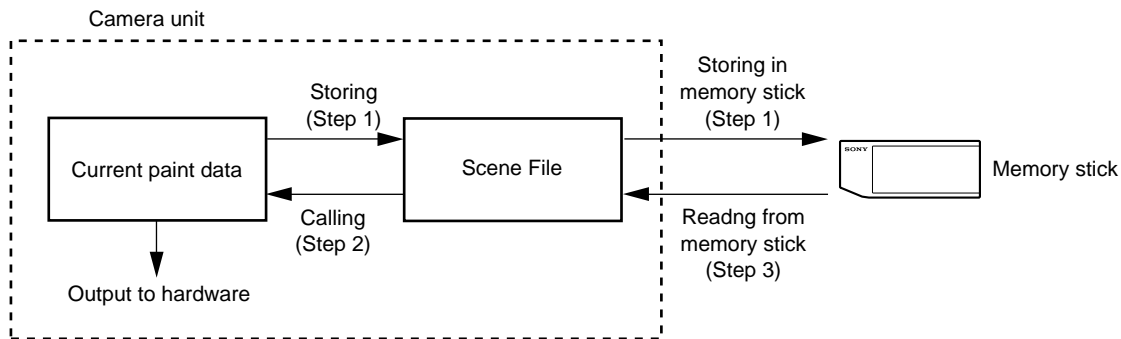 Camera unit
Storing
(Step 1)
Storing in
memory stick
(Step 1)
Current paint data
Scene File
SONY
Memory stick
Calling
(Step 2)
Readng from
memory stick
(Step 3)
Output to hardware